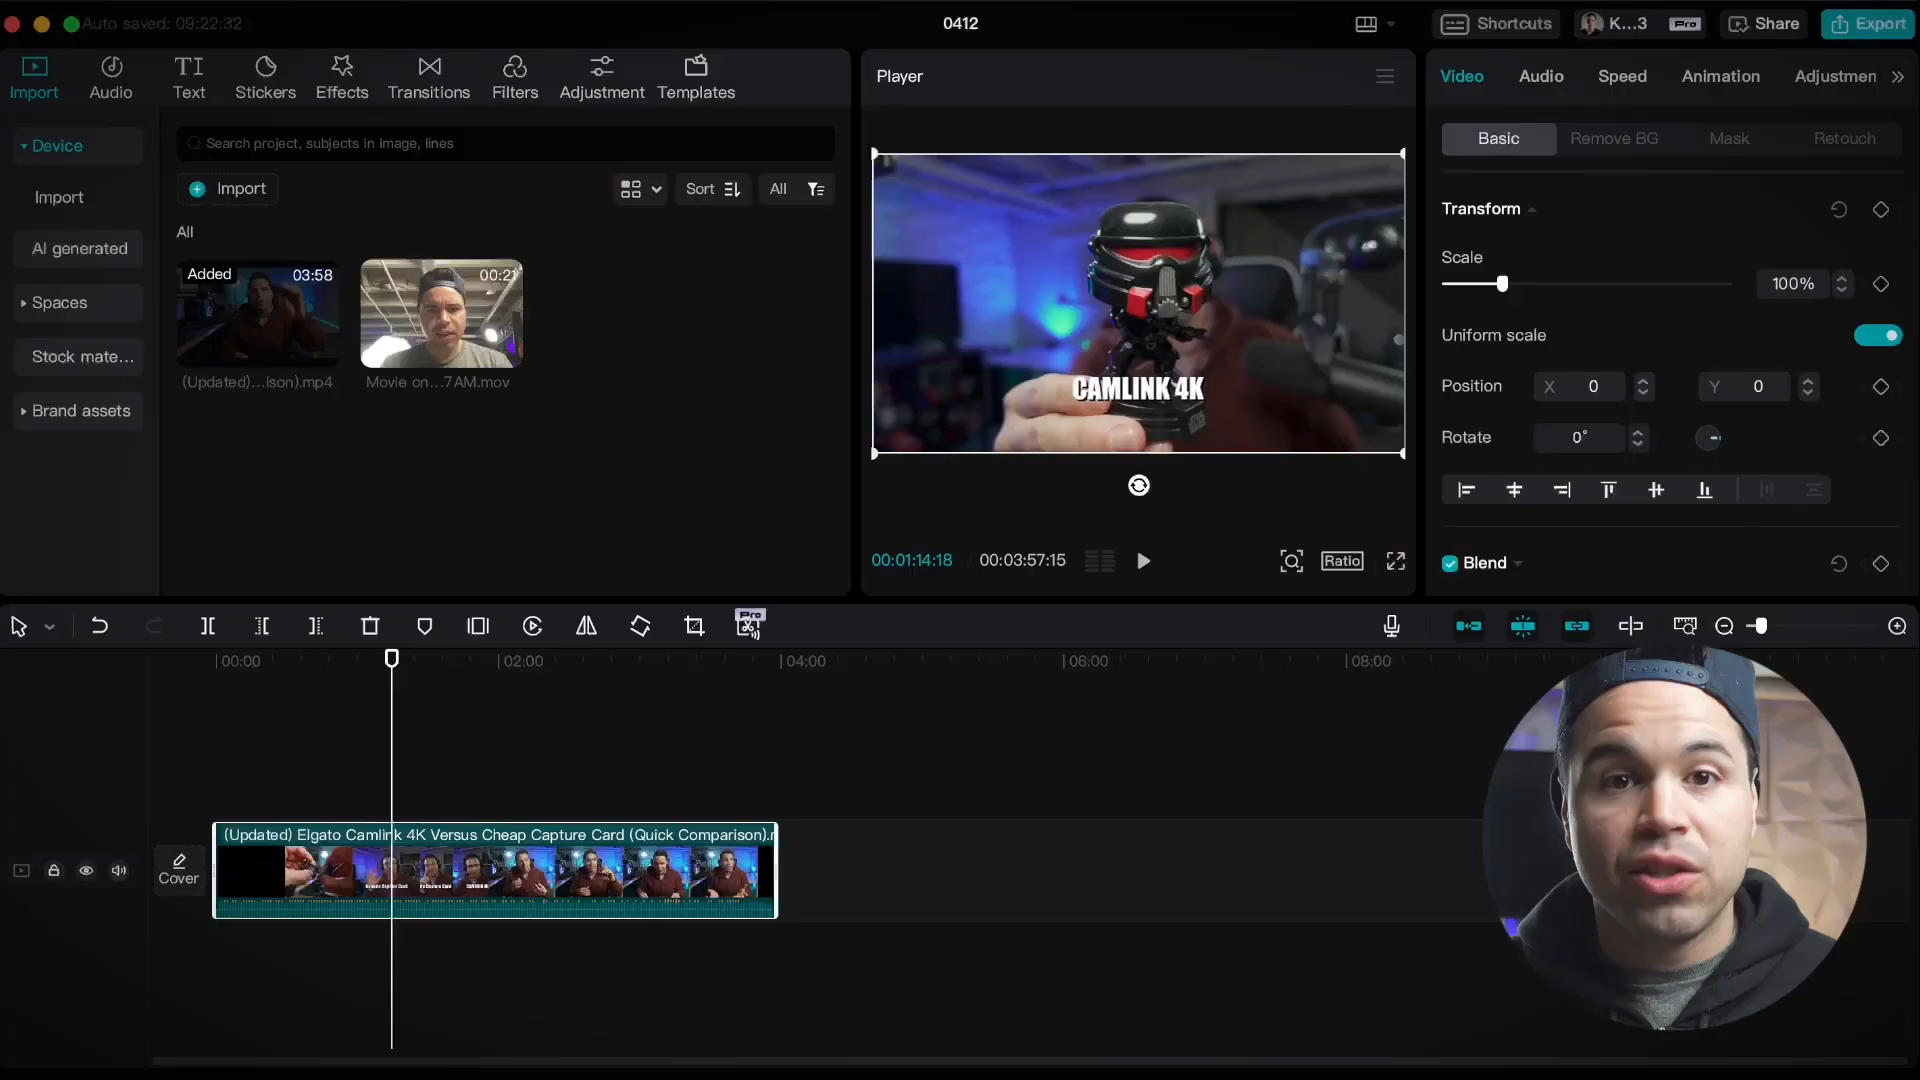 Auto saved: 09:22:32
0412
Shortcuts
K...3
Pro
Share
Export
Import
Audio
TI
Text
Stickers
Effects
Transitions
Filters
Adjustment
Templates
Device
Import
AI generated
Spaces
Stock mate...
Brand assets
Search project, subjects in image, lines
Import
Sort
All
All
Added
03:58
(Updated)...ison).mp4
00:21
Movie on...7AM.mov
Player
CAMLINK 4K
00:01:14:18
00:03:57:15
Ratio
Video
Audio
Speed
Animation
Adjustmen
Basic
Remove BG
Mask
Retouch
Transform
Scale
100%
Uniform scale
Position
X 0
Y 0
Rotate
0°
Blend
Pro
00:00
02:00
04:00
06:00
08:00
Cover
(Updated) Elgato Camlink 4K Versus Cheap Capture Card (Quick Comparison).r
CAMLINK 4K